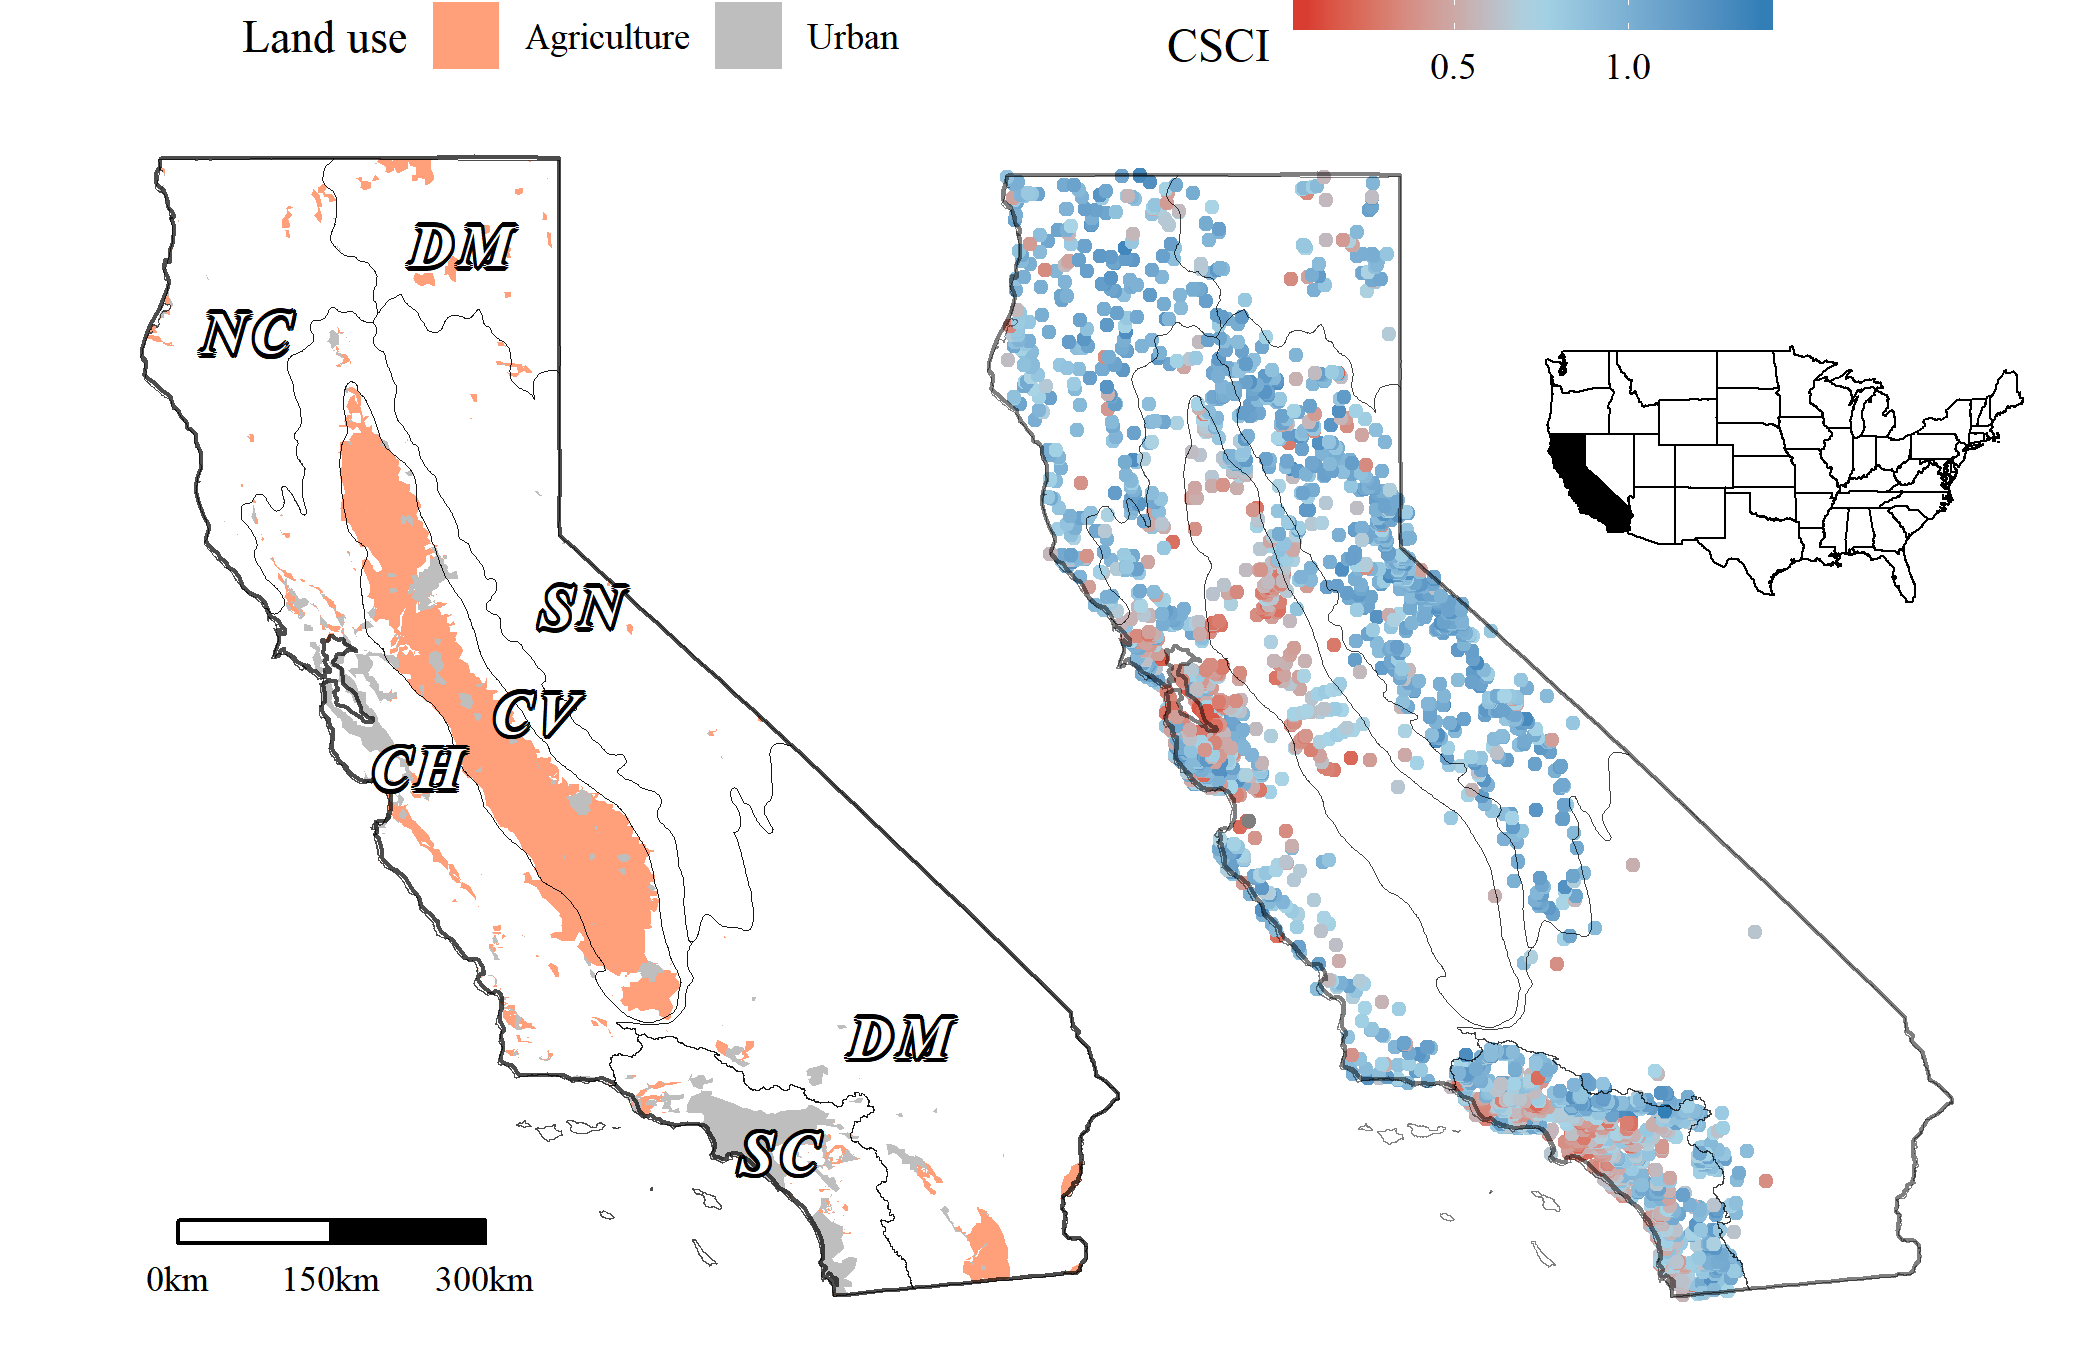 Land use Agriculture Urban
CSCI
0.5 1.0
DM
NC
SN
CV
CH
DM
SC
0km 150km 300km